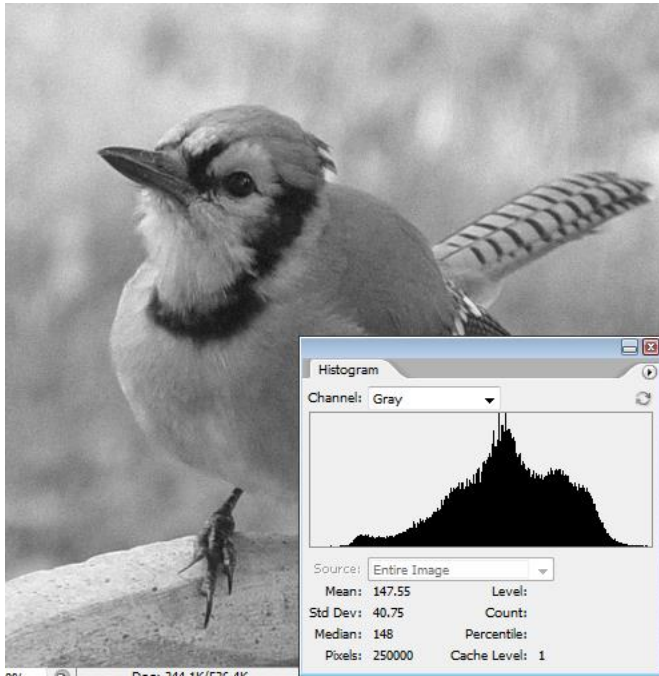 Histogram
Channel: Gray
Source: Entire Image
Mean: 147.55 Level:
Std Dev: 40.75 Count:
Median: 148 Percentile:
Pixels: 250000 Cache Level: 1